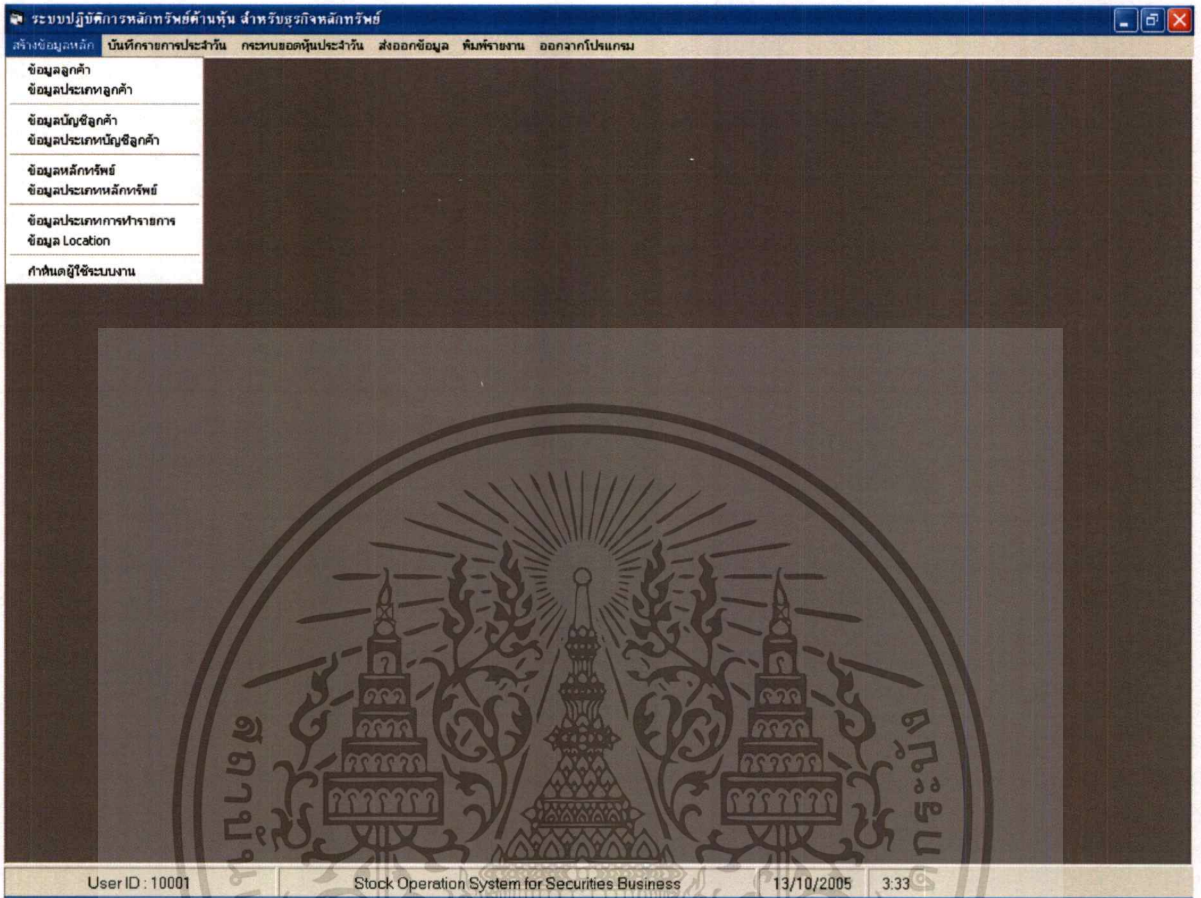 ระบบปฏิบัติการหลักทรัพย์ด้านหุ้น สำหรับธุรกิจหลักทรัพย์
สร้างข้อมูลหลัก บันทึกรายการประจำวัน กระทบยอดหุ้นประจำวัน ส่งออกข้อมูล พิมพ์รายงาน ออกจากโปรแกรม
ข้อมูลลูกค้า
ข้อมูลประเภทลูกค้า
ข้อมูลบัญชีลูกค้า
ข้อมูลประเภทบัญชีลูกค้า
ข้อมูลหลักทรัพย์
ข้อมูลประเภทหลักทรัพย์
ข้อมูลประเภทการทำรายการ
ข้อมูล Location
กำหนดผู้ใช้ระบบงาน
User ID : 10001 Stock Operation System for Securities Business 13/10/2005 3:33